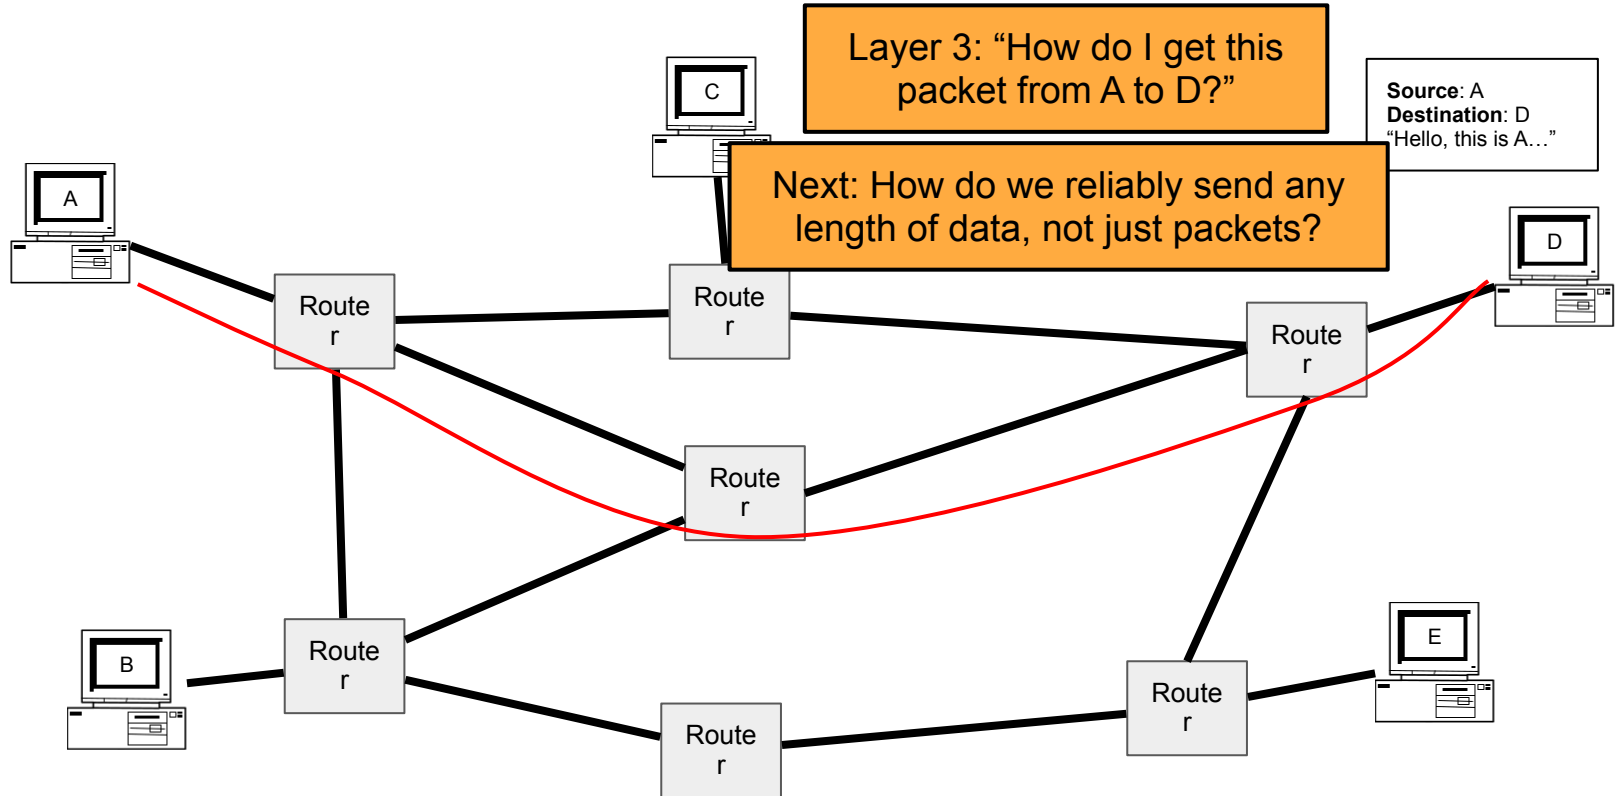 Layer 3: “How do I get this
packet from A to D?”
C
Source: A
Destination: D
“Hello, this is A…”
Next: How do we reliably send any
length of data, not just packets?
A
D
Route
r
Route
r
Route
r
Route
r
B
Route
r
E
Route
r
Route
r